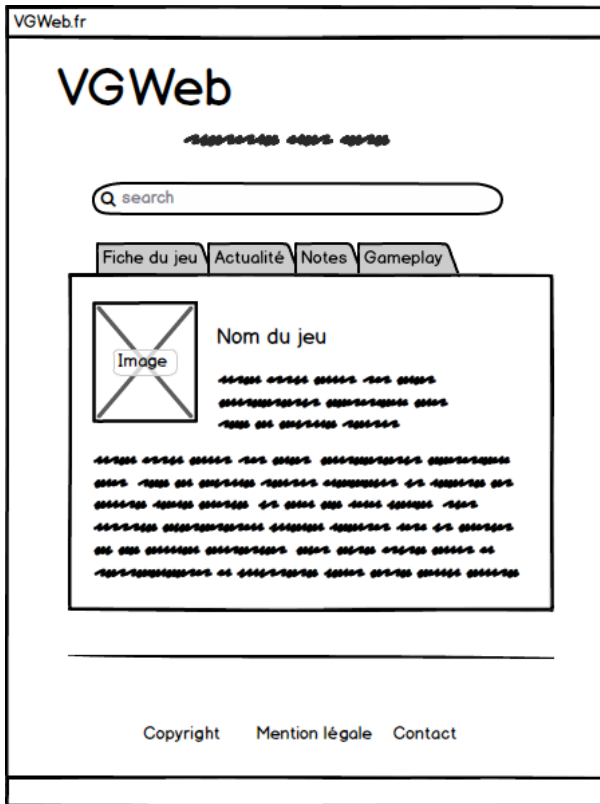 VGWeb.fr
VGWeb
search
Fiche du jeu Actualité Notes Gameplay
Image
Nom du jeu
Copyright Mention légale Contact